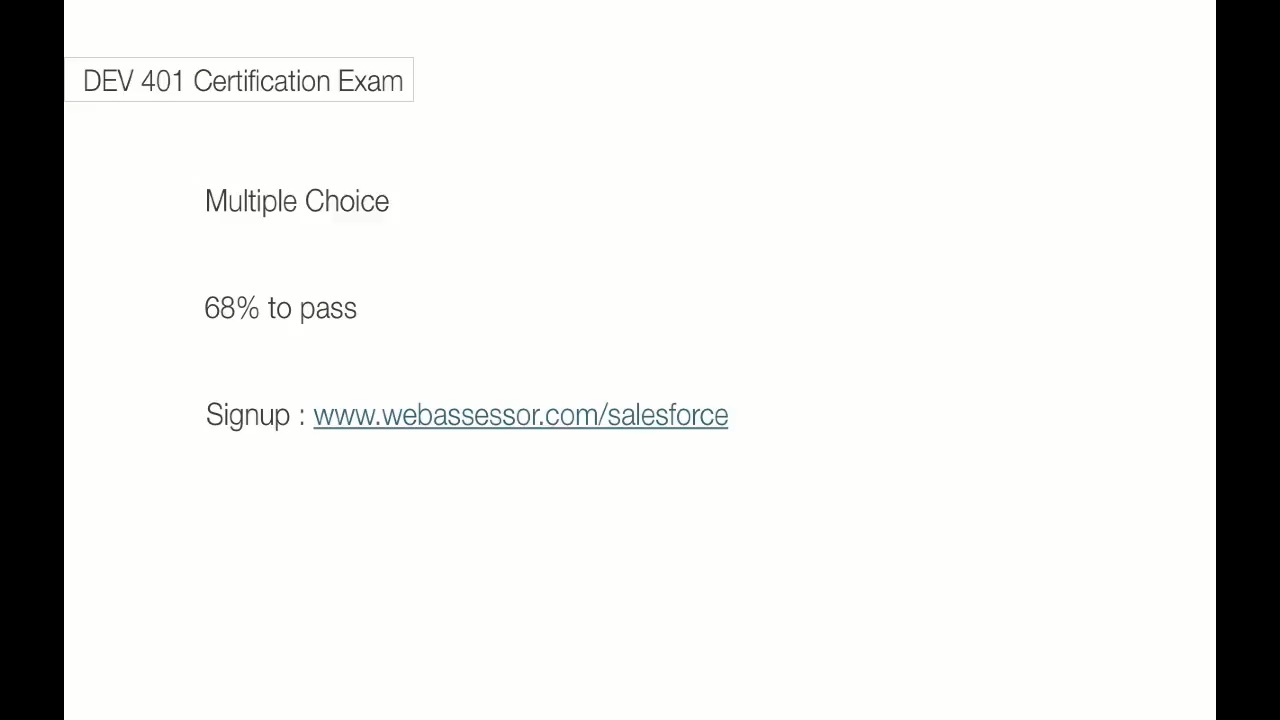 DEV 401 Certification Exam
Multiple Choice
68% to pass
Signup : www.webassessor.com/salesforce